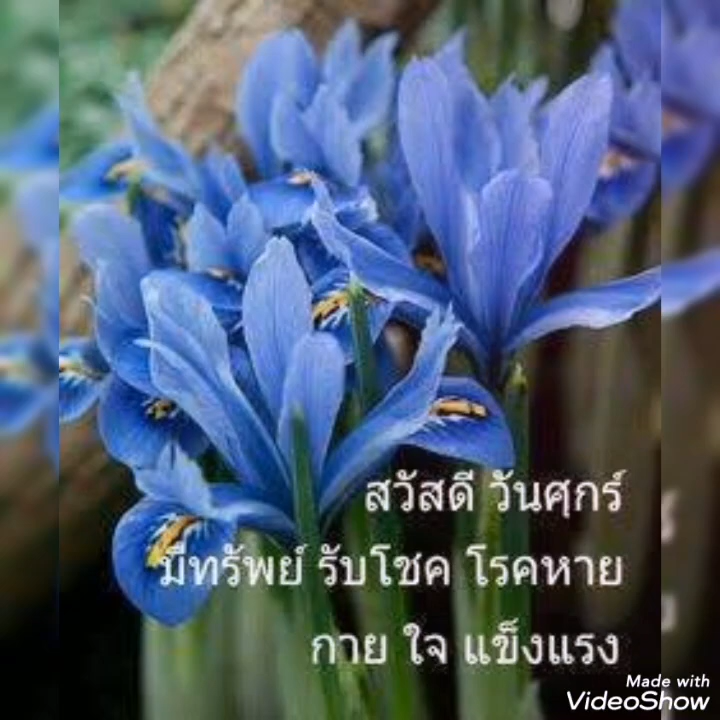 สวัสดี วันศุกร์
มีทรัพย์ รับโชค โรคหาย
กาย ใจ แข็งแรง
Made with
VideoShow